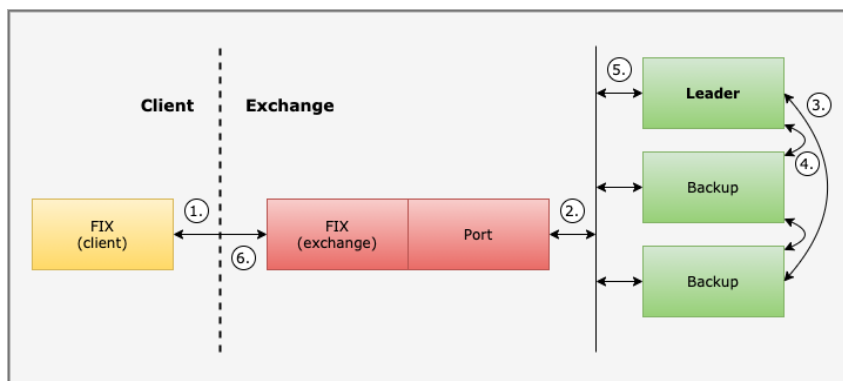 Client
Exchange
FIX
(client)
1.
6.
FIX
(exchange)
Port
2.
5.
Leader
3.
4.
Backup
Backup